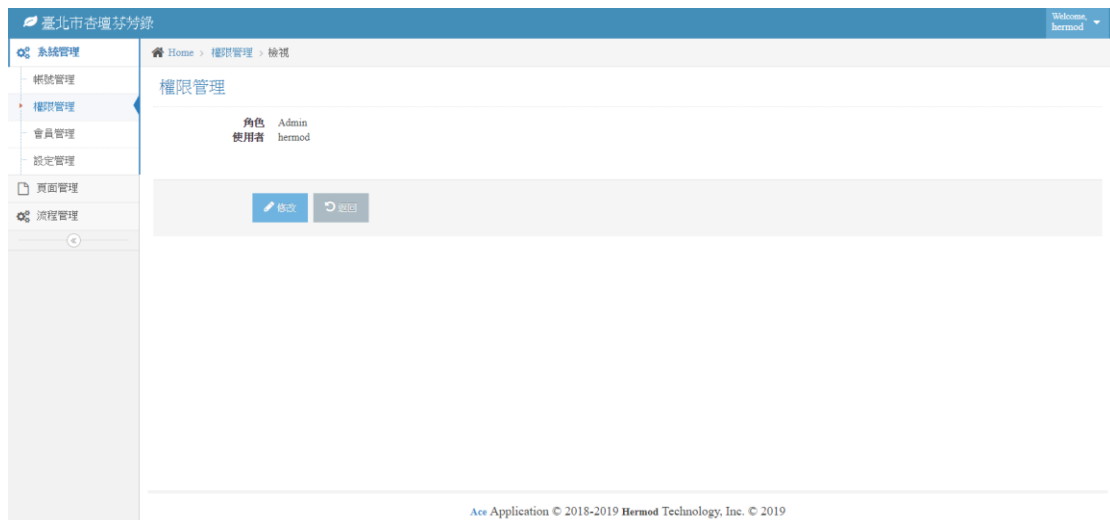 臺北市杏壇芬芳錄
Welcome,
hermod
系統管理
Home > 權限管理 > 檢視
帳號管理
權限管理
權限管理
會員管理
角色 Admin
使用者 hermod
設定管理
頁面管理
修改 返回
流程管理
Ace Application © 2018-2019 Hermod Technology, Inc. © 2019